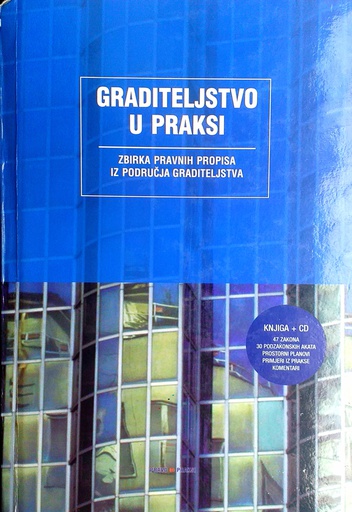 GRADITELJSTVO
U PRAKSI
ZBIRKA PRAVNIH PROPISA
IZ PODRUČJA GRADITELJSTVA
KNJIGA + CD
47 ZAKONA
30 PODZAKONSKIH AKATA
PROSTORNI PLANOVI
PRIMJERI IZ PRAKSE
KOMENTARI